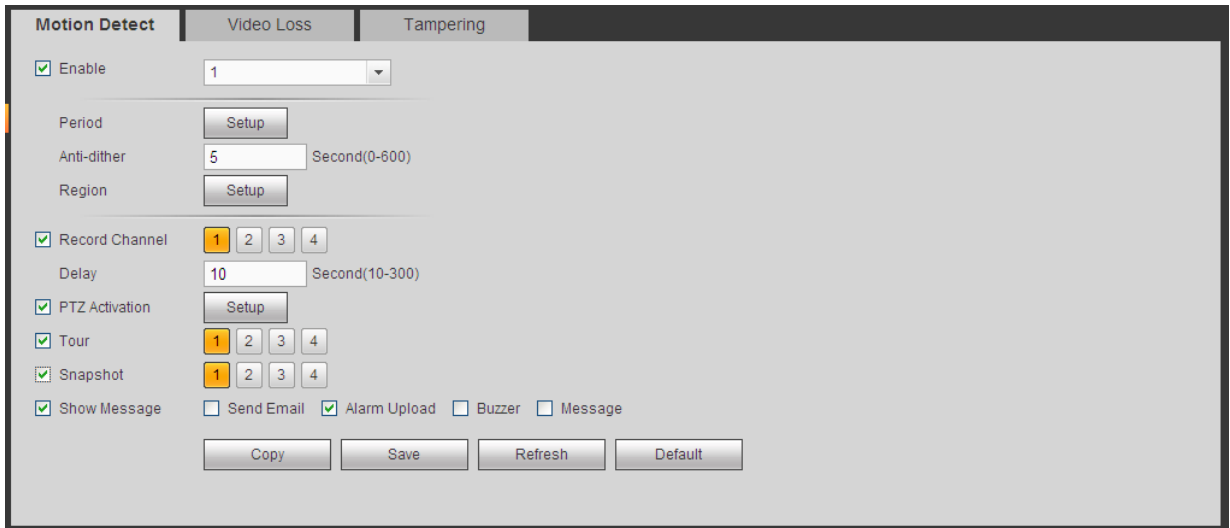 Motion Detect Video Loss Tampering
Enable 1
Period Setup
Anti-dither 5 Second(0-600)
Region Setup
Record Channel 1 2 3 4
Delay 10 Second(10-300)
PTZ Activation Setup
Tour 1 2 3 4
Snapshot 1 2 3 4
Show Message Send Email Alarm Upload Buzzer Message
Copy Save Refresh Default